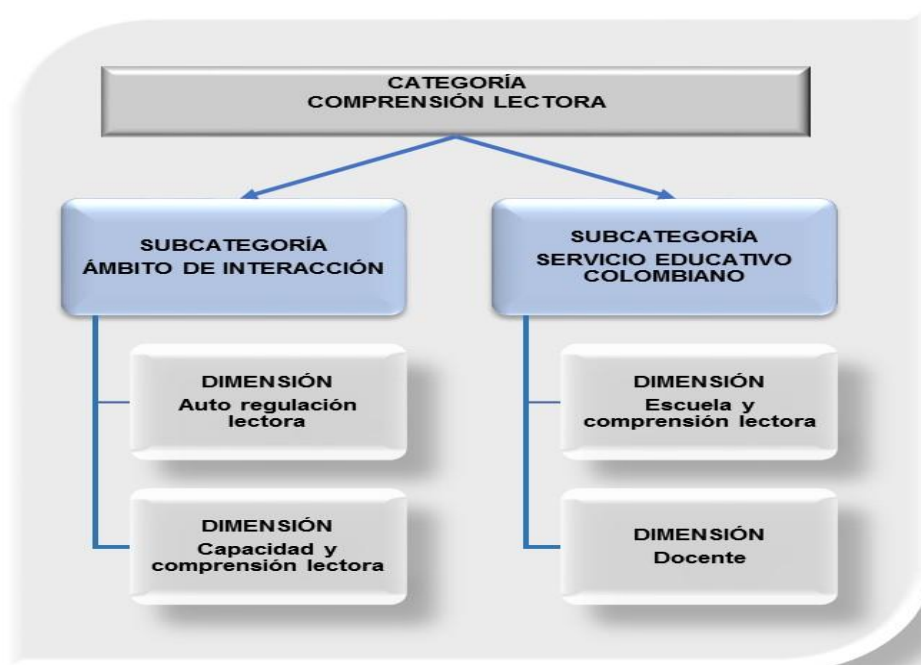 CATEGORÍA
COMPRENSIÓN LECTORA
SUBCATEGORÍA
ÁMBITO DE INTERACCIÓN
DIMENSIÓN
Auto regulación
lectora
DIMENSIÓN
Capacidad y
comprensión lectora
SUBCATEGORÍA
SERVICIO EDUCATIVO
COLOMBIANO
DIMENSIÓN
Escuela y
comprensión lectora
DIMENSIÓN
Docente